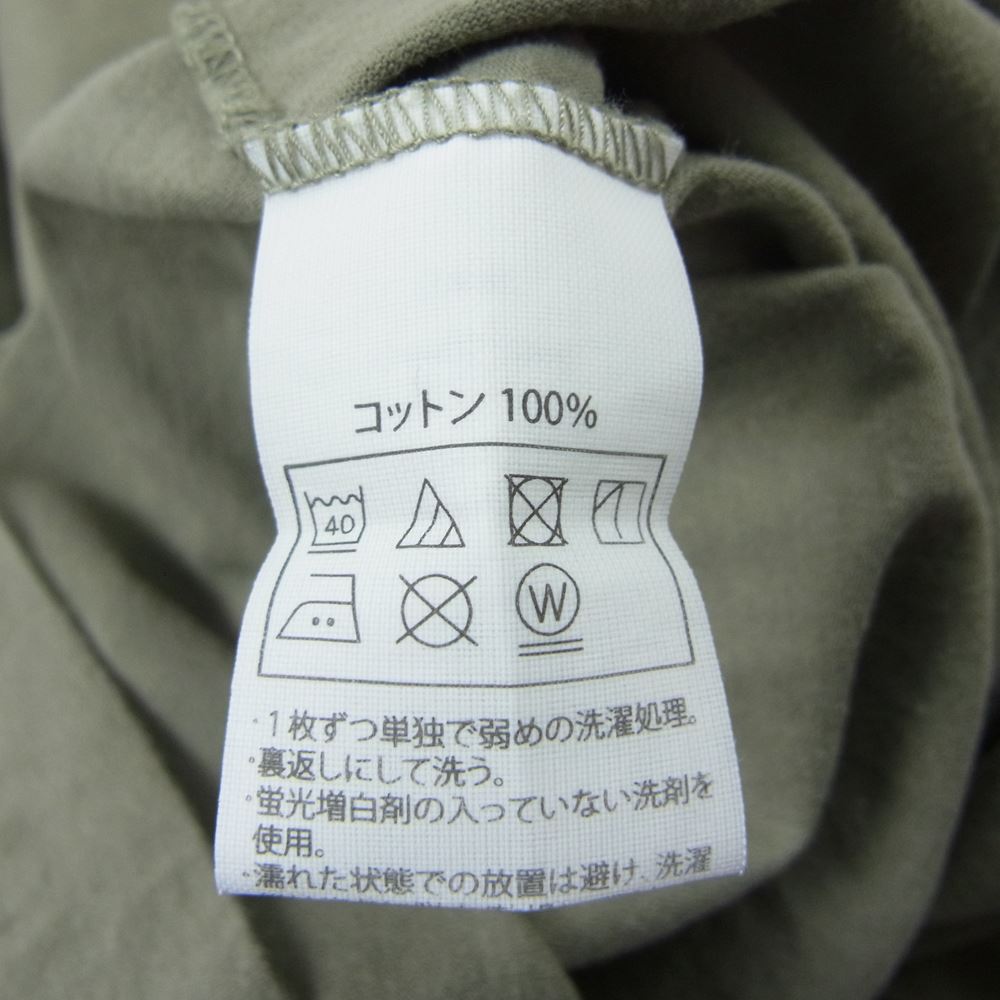 コットン 100%
40
W
・1枚ずつ単独で弱めの洗濯処理。
・裏返しにして洗う。
・蛍光増白剤の入っていない洗剤を
使用。
・濡れた状態での放置は避け、洗濯